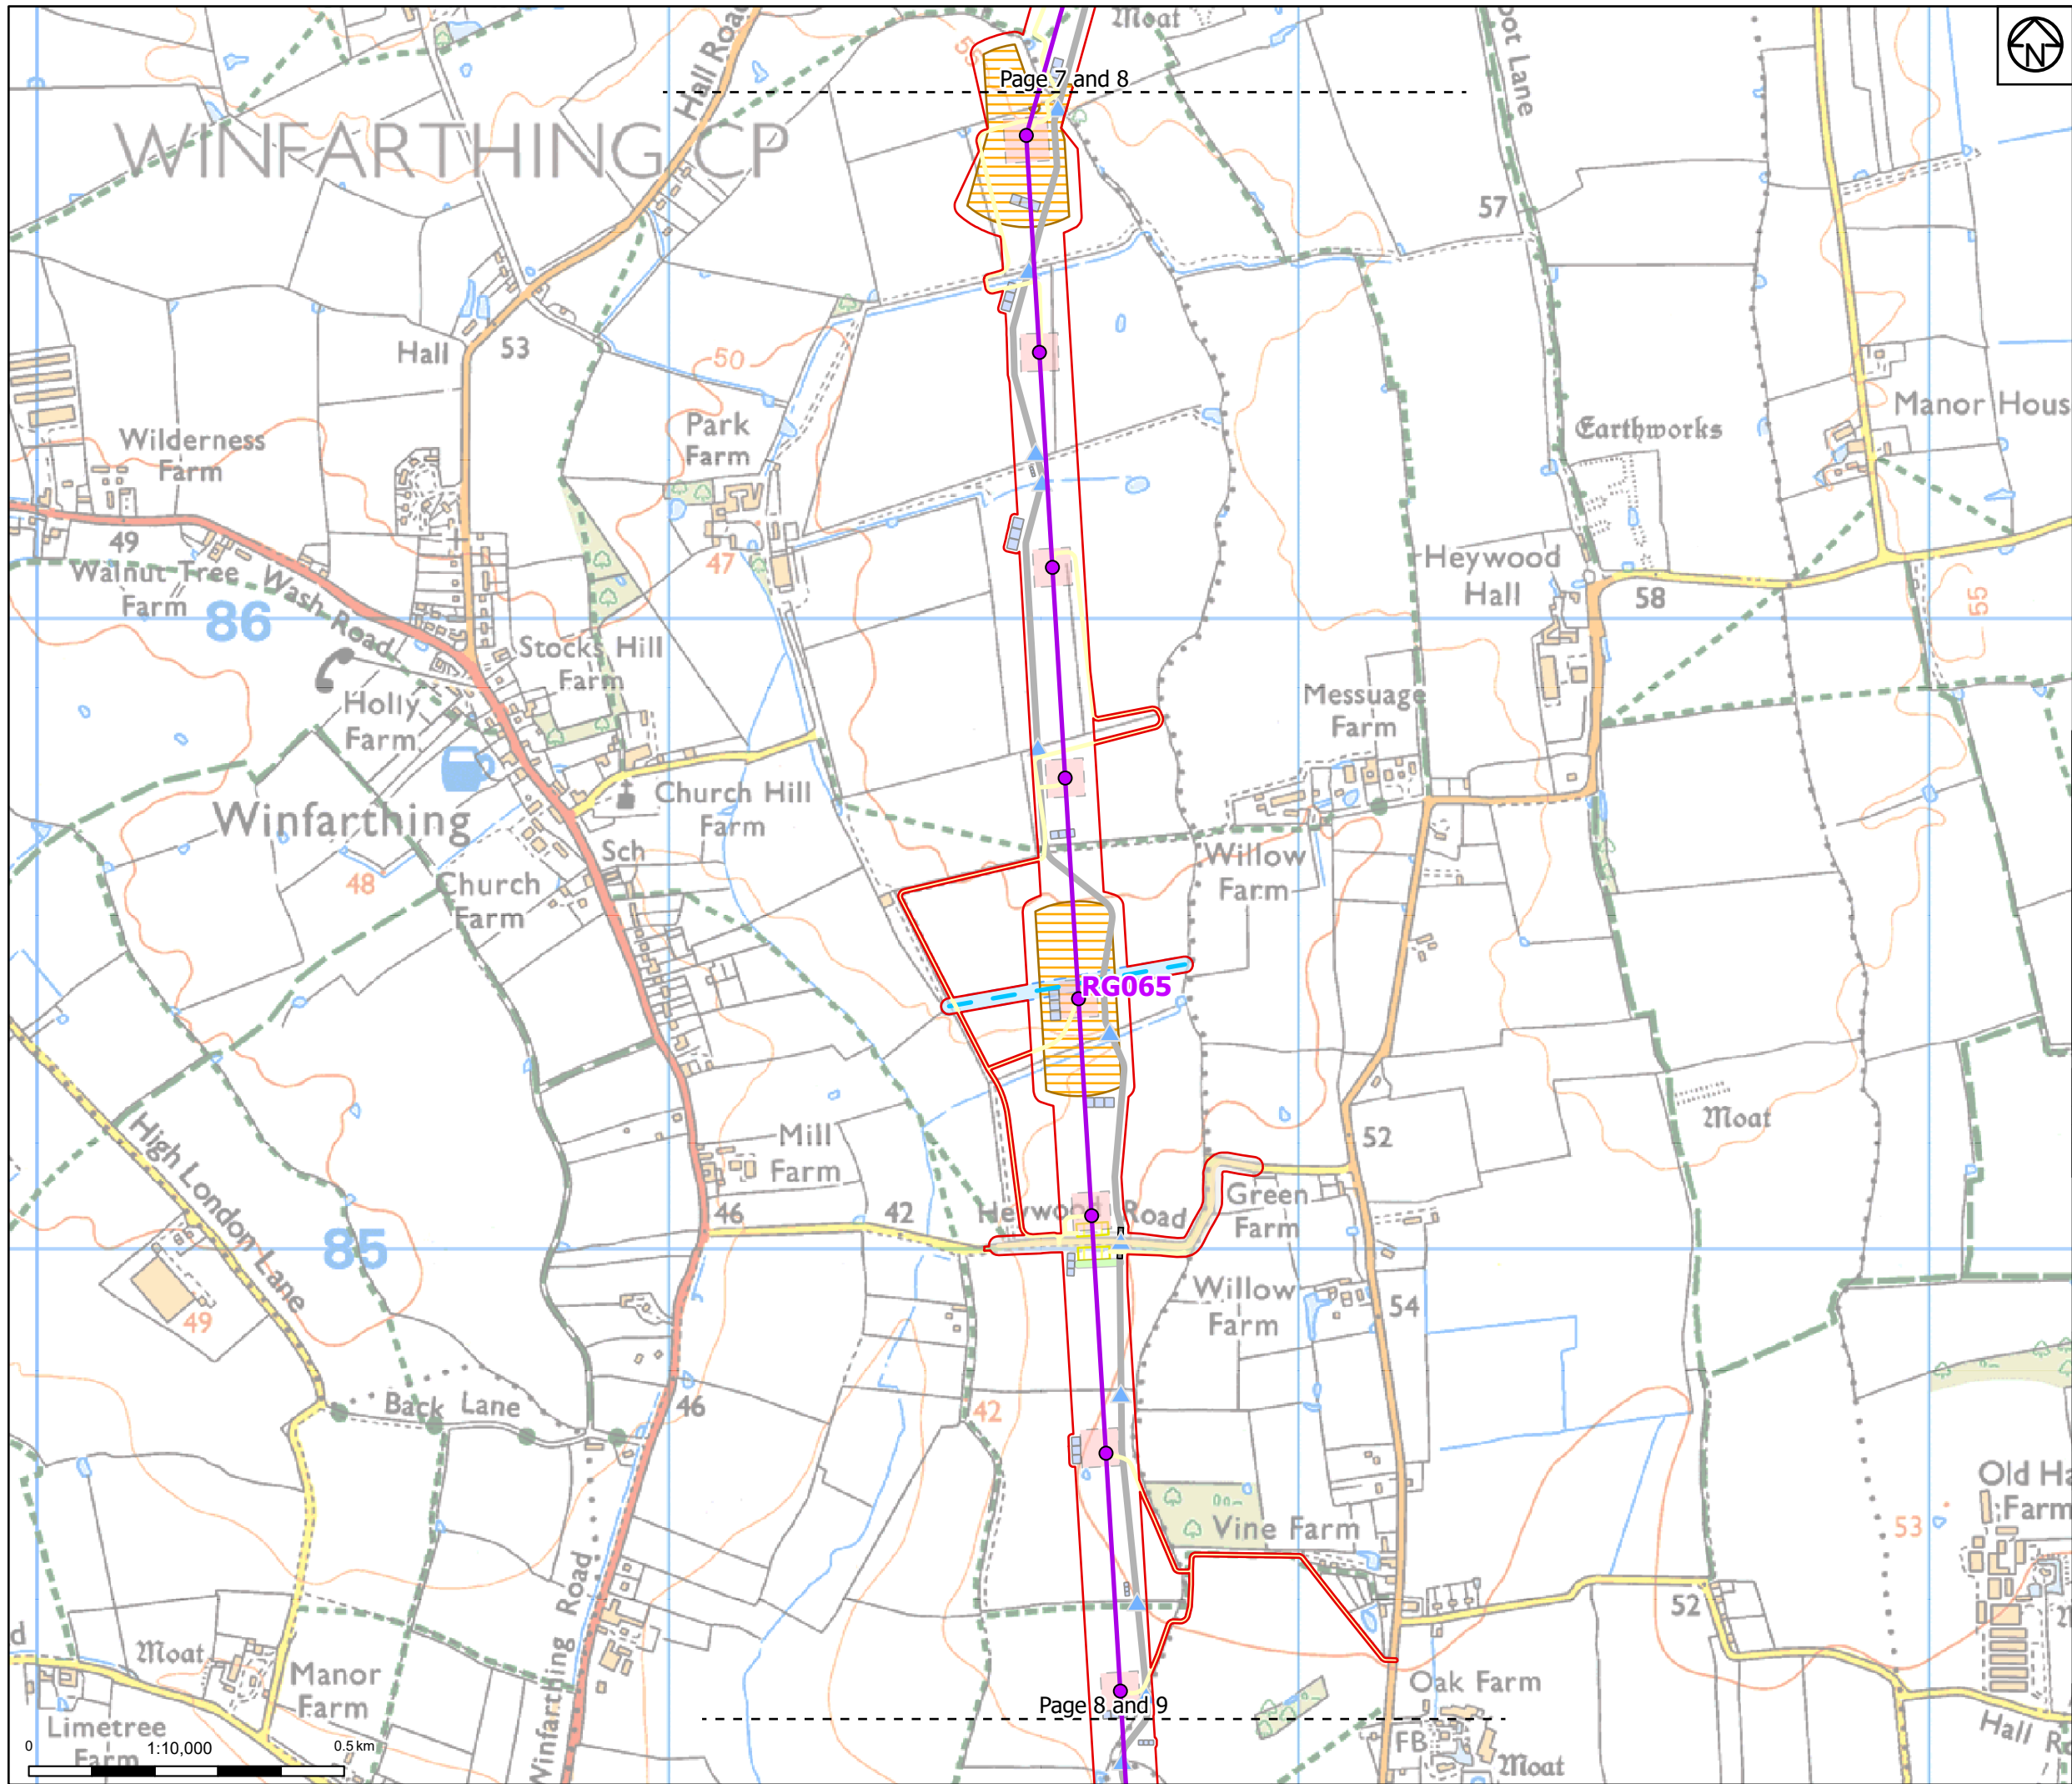 Moat
N
Hall Road
50
Page 7 and 8
WINFARTHING CP
57
Hall
53
50
Park
Farm
Manor Hous
Earthworks
Wilderness
Farm
49
Walnut Tree
Farm
Wash Road
47
Heywood
Hall
58
55
86
Stocks Hill
Farm
Holly
Farm
Messuage
Farm
Church Hill
Farm
Winfarthing
Sch
48
Church
Farm
Willow
Farm
RG065
High London Lane
Mill
Farm
52
Moat
46
42
Heywood Road
Green
Farm
85
49
Willow
Farm
54
Back Lane
46
42
Old Ha
Farm
Vine Farm
53
52
Winfarthing Road
Moat
Manor
Farm
Oak Farm
Page 8 and 9
Limetree
Farm
FB
Moat
Hall R
0
1:10,000
0.5 km